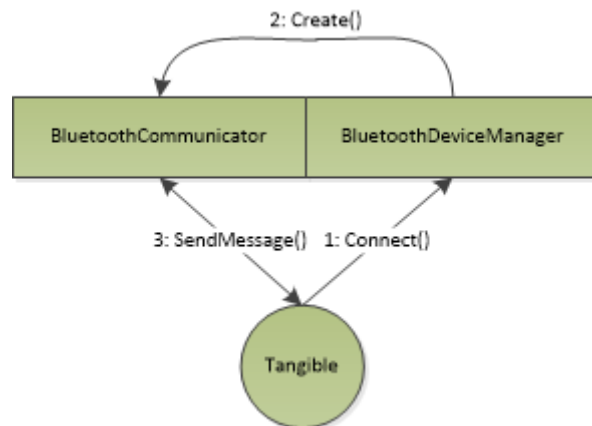 2: Create()
BluetoothCommunicator
BluetoothDeviceManager
3: SendMessage()
1: Connect()
Tangible